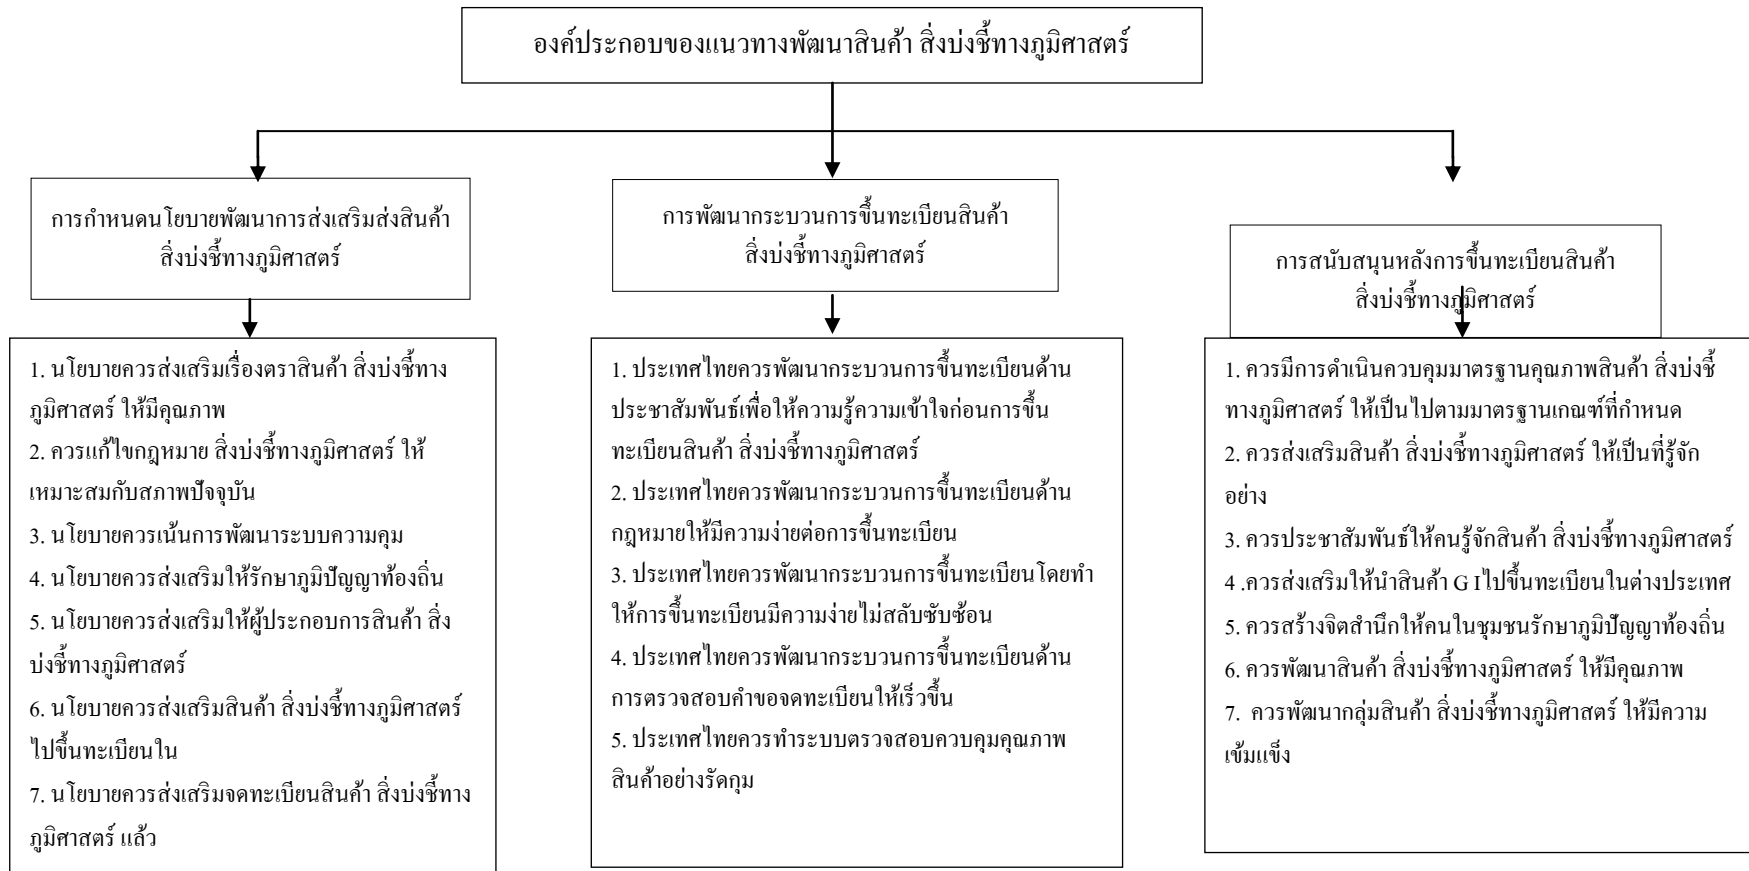 องค์ประกอบของแนวทางพัฒนาสินค้า สิ่งบ่งชี้ทางภูมิศาสตร์
การกำหนดนโยบายพัฒนาการส่งเสริมส่งสินค้า
สิ่งบ่งชี้ทางภูมิศาสตร์
1. นโยบายควรส่งเสริมเรื่องตราสินค้า สิ่งบ่งชี้ทาง
ภูมิศาสตร์ ให้มีคุณภาพ
2. ควรแก้ไขกฎหมาย สิ่งบ่งชี้ทางภูมิศาสตร์ ให้
เหมาะสมกับสภาพปัจจุบัน
3. นโยบายควรเน้นการพัฒนาระบบความคุม
4. นโยบายควรส่งเสริมให้รักษาภูมิปัญญาท้องถิ่น
5. นโยบายควรส่งเสริมให้ผู้ประกอบการสินค้า สิ่ง
บ่งชี้ทางภูมิศาสตร์
6. นโยบายควรส่งเสริมสินค้า สิ่งบ่งชี้ทางภูมิศาสตร์
ไปขึ้นทะเบียนใน
7. นโยบายควรส่งเสริมจดทะเบียนสินค้า สิ่งบ่งชี้ทาง
ภูมิศาสตร์ แล้ว
การพัฒนากระบวนการขึ้นทะเบียนสินค้า
สิ่งบ่งชี้ทางภูมิศาสตร์
1. ประเทศไทยควรพัฒนากระบวนการขึ้นทะเบียนด้าน
ประชาสัมพันธ์เพื่อให้ความรู้ความเข้าใจก่อนการขึ้น
ทะเบียนสินค้า สิ่งบ่งชี้ทางภูมิศาสตร์
2. ประเทศไทยควรพัฒนากระบวนการขึ้นทะเบียนด้าน
กฎหมายให้มีความง่ายต่อการขึ้นทะเบียน
3. ประเทศไทยควรพัฒนากระบวนการขึ้นทะเบียนโดยทำ
ให้การขึ้นทะเบียนมีความง่ายไม่สลับซับซ้อน
4. ประเทศไทยควรพัฒนากระบวนการขึ้นทะเบียนด้าน
การตรวจสอบคำขอจดทะเบียนให้เร็วขึ้น
5. ประเทศไทยควรทำระบบตรวจสอบควบคุมคุณภาพ
สินค้าอย่างรัดกุม
การสนับสนุนหลังการขึ้นทะเบียนสินค้า
สิ่งบ่งชี้ทางภูมิศาสตร์
1. ควรมีการดำเนินควบคุมมาตรฐานคุณภาพสินค้า สิ่งบ่งชี้
ทางภูมิศาสตร์ ให้เป็นไปตามมาตรฐานเกณฑ์ที่กำหนด
2. ควรส่งเสริมสินค้า สิ่งบ่งชี้ทางภูมิศาสตร์ ให้เป็นที่รู้จัก
อย่าง
3. ควรประชาสัมพันธ์ให้คนรู้จักสินค้า สิ่งบ่งชี้ทางภูมิศาสตร์
4 .ควรส่งเสริมให้นำสินค้า G Iไปขึ้นทะเบียนในต่างประเทศ
5. ควรสร้างจิตสำนึกให้คนในชุมชนรักษาภูมิปัญญาท้องถิ่น
6. ควรพัฒนาสินค้า สิ่งบ่งชี้ทางภูมิศาสตร์ ให้มีคุณภาพ
7. ควรพัฒนากลุ่มสินค้า สิ่งบ่งชี้ทางภูมิศาสตร์ ให้มีความ
เข้มแข็ง